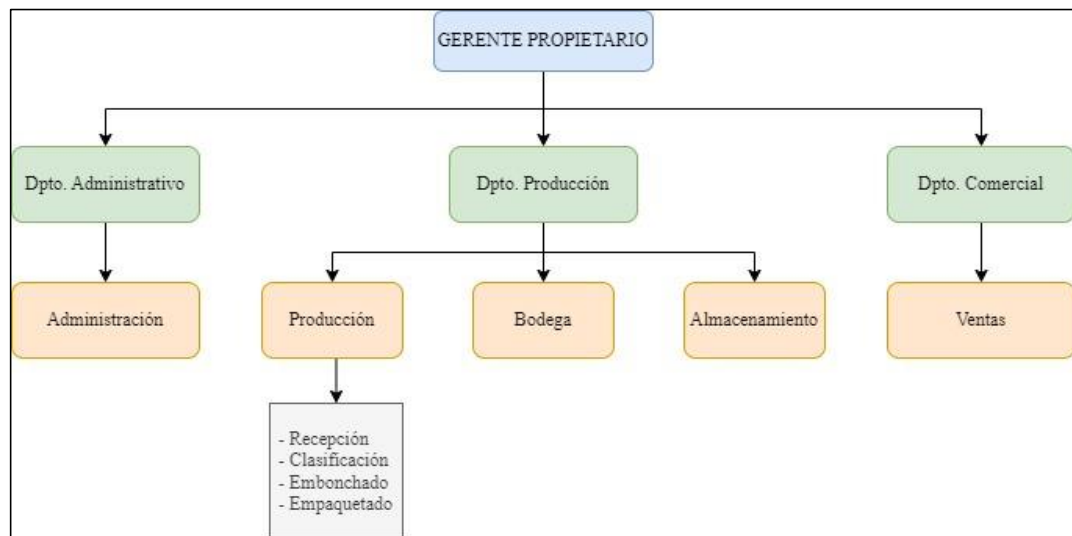 GERENTE PROPIETARIO
Dpto. Administrativo
Dpto. Producción
Dpto. Comercial
Administración
Producción
Bodega
Almacenamiento
Ventas
- Recepción
- Clasificación
- Embonchado
- Empaquetado